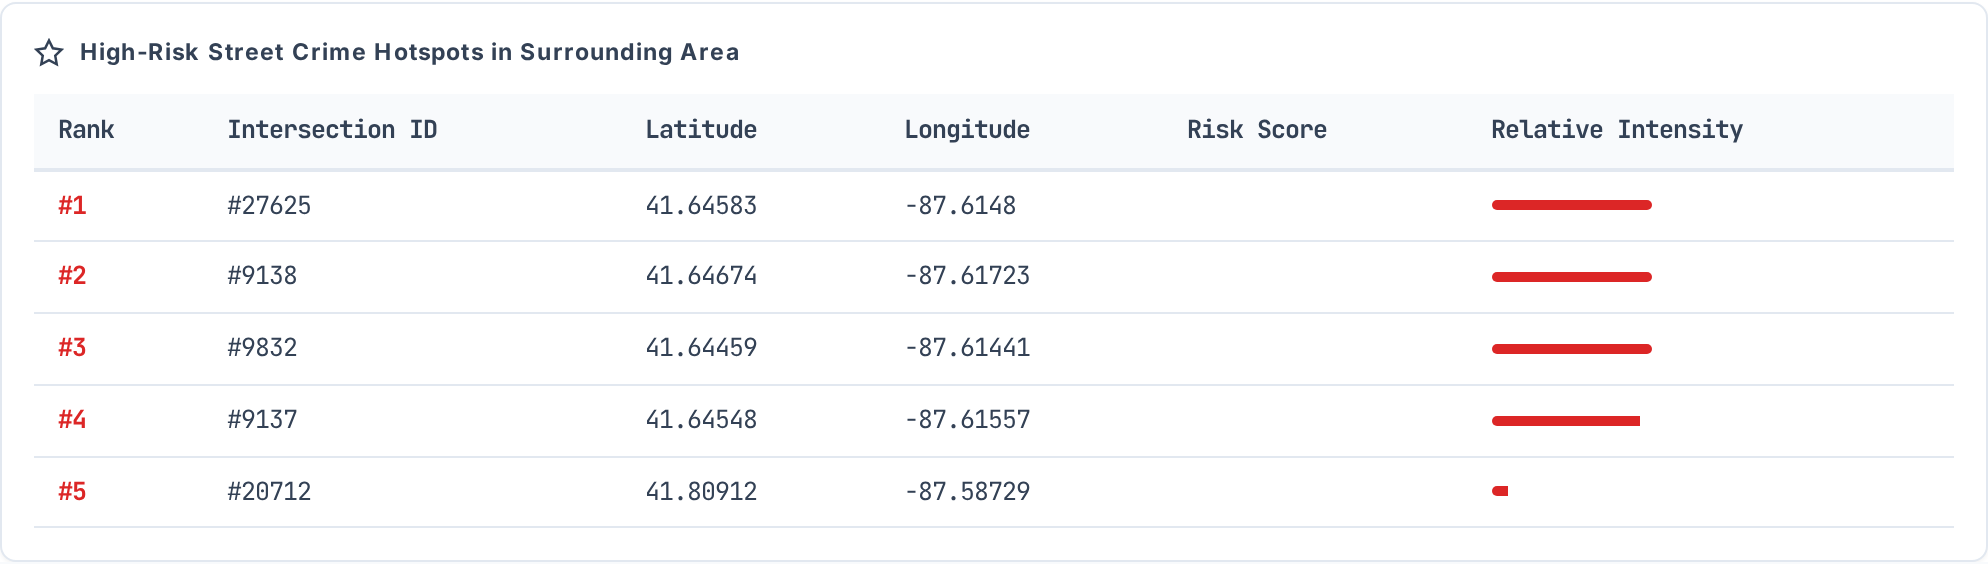 High-Risk Street Crime Hotspots in Surrounding Area
Rank Intersection ID Latitude Longitude Risk Score Relative Intensity
#1 #27625 41.64583 -87.6148
#2 #9138 41.64674 -87.61723
#3 #9832 41.64459 -87.61441
#4 #9137 41.64548 -87.61557
#5 #20712 41.80912 -87.58729